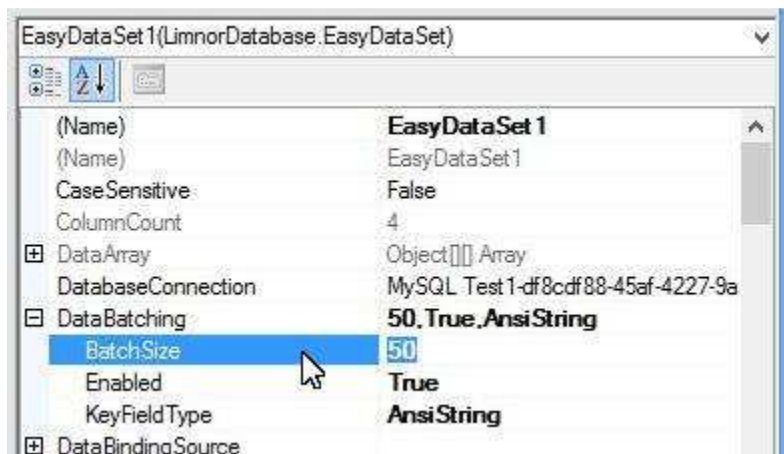 EasyDataSet1(LimnorDatabase.EasyDataSet)
(Name) EasyDataSet1
(Name) EasyDataSet1
CaseSensitive False
ColumnCount 4
DataArray Object[][] Array
DatabaseConnection MySQL Test1-df8cdf88-45af-4227-9a
DataBatching 50,True,AnsiString
BatchSize 50
Enabled True
KeyFieldType AnsiString
DataBindingSource